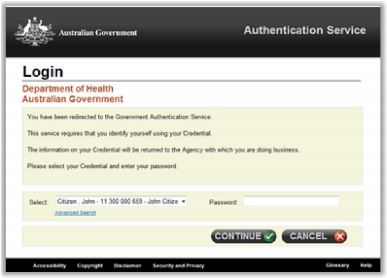 Australian Government
Authentication Service
Login
Department of Health
Australian Government
You have been redirected to the Government Authentication Service.
This service requires that you identify yourself using your Credential.
The information on your Credential will be returned to the Agency with which you are doing business.
Please select your Credential and enter your password.
Select: Citizen . John - 11 300 000 659 - John Citize Password:
Advanced Search
CONTINUE CANCEL
Accessibility Copyright Disclaimer Security and Privacy Glossary Help